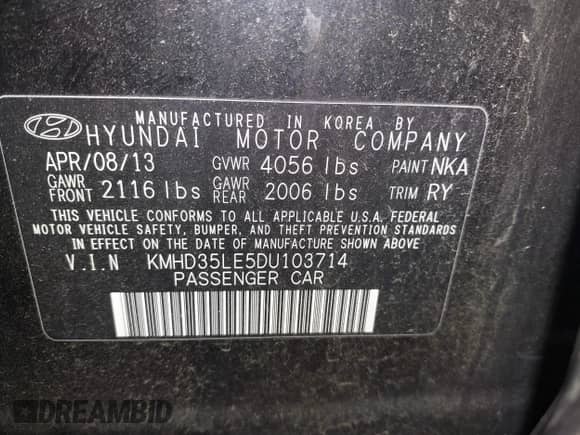 MANUFACTURED IN KOREA BY
HYUNDAI MOTOR COMPANY
APR/08/13 GVWR 4056 lbs PAINT NKA
GAWR FRONT 2116 lbs GAWR REAR 2006 lbs TRIM RY
THIS VEHICLE CONFORMS TO ALL APPLICABLE U.S.A. FEDERAL
MOTOR VEHICLE SAFETY, BUMPER, AND THEFT PREVENTION STANDARDS
IN EFFECT ON THE DATE OF MANUFACTURE SHOWN ABOVE
V.I.N KMHD35LE5DU103714
PASSENGER CAR
DREAMBID